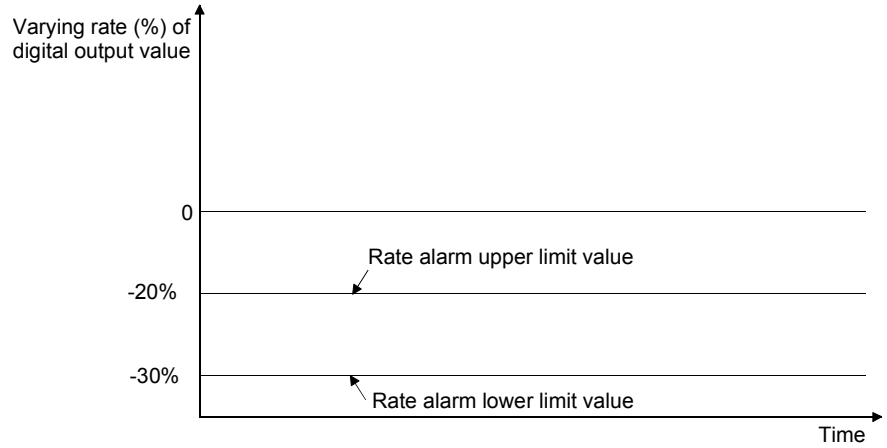 Varying rate (%) of
digital output value
0
Rate alarm upper limit value
-20%
-30%
Rate alarm lower limit value
Time